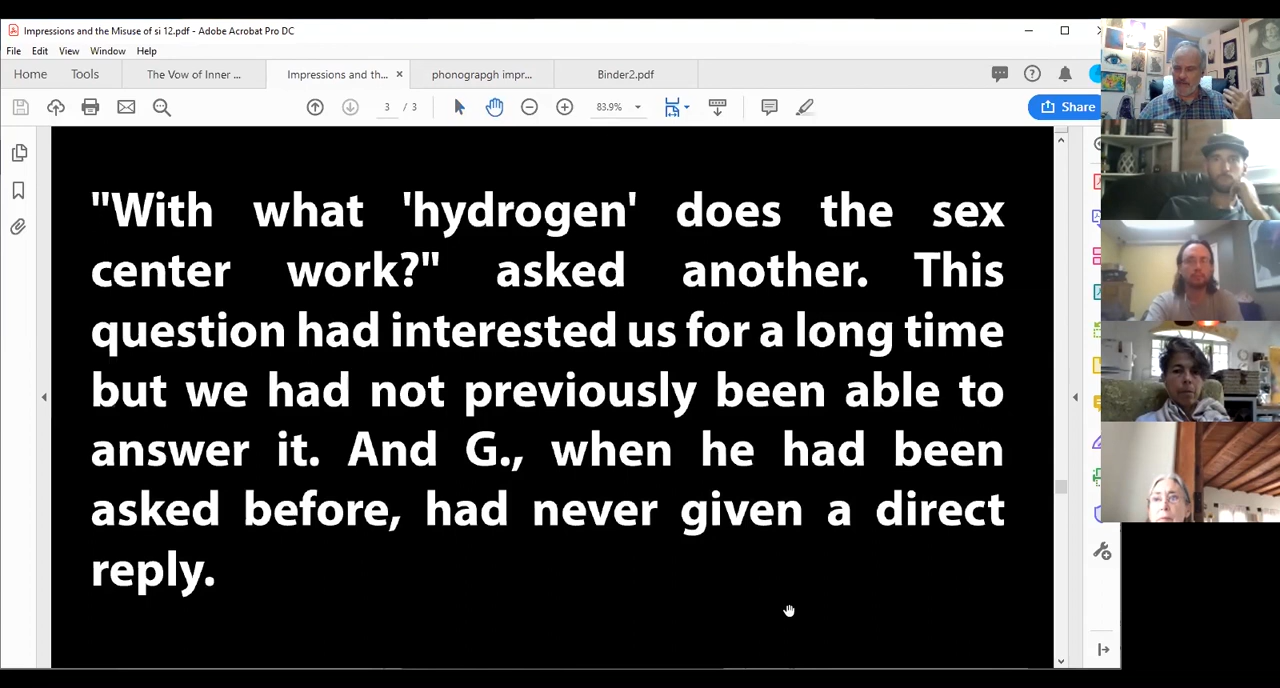 Impressions and the Misuse of si 12.pdf - Adobe Acrobat Pro DC
File Edit View Window Help
Home Tools The Vow of Inner ... Impressions and th... × phonograpgh impr... Binder2.pdf
3 / 3 83.9% Share
"With what 'hydrogen' does the sex
center work?" asked another. This
question had interested us for a long time
but we had not previously been able to
answer it. And G., when he had been
asked before, had never given a direct
reply.